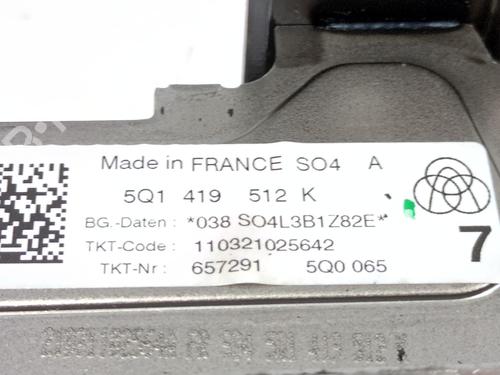 Made in FRANCE SO4 A
5Q1 419 512 K
BG.-Daten : *038 SO4L3B1Z82E*
TKT-Code : 110321025642
TKT-Nr : 657291 5Q0 065
7